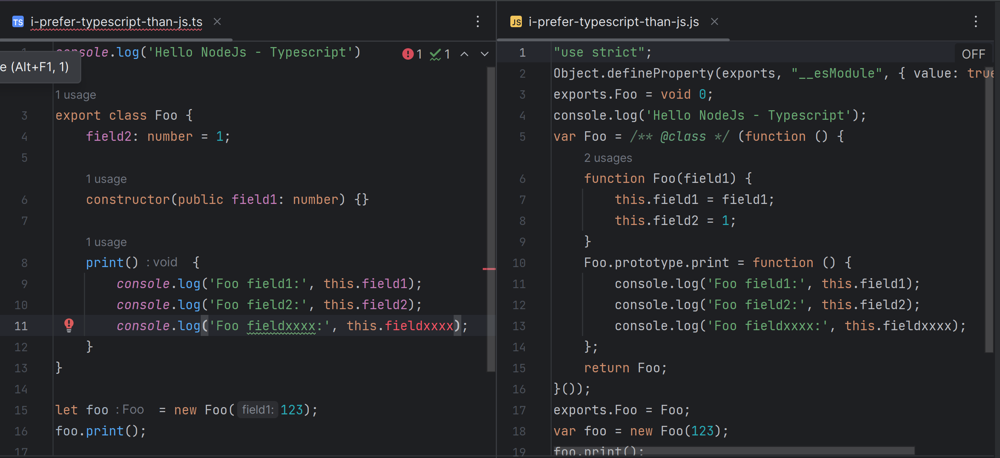 TS i-prefer-typescript-than-js.ts
1 console.log('Hello NodeJs - Typescript') 1 1
e (Alt+F1, 1)
1 usage
3 export class Foo {
4 field2: number = 1;
5
1 usage
6 constructor(public field1: number) {}
7
1 usage
8 print() : void {
9 console.log('Foo field1:', this.field1);
10 console.log('Foo field2:', this.field2);
11 console.log('Foo fieldxxxx:', this.fieldxxxx);
12 }
13 }
14
15 let foo : Foo = new Foo( field1: 123);
16 foo.print();
17
JS i-prefer-typescript-than-js.js
1 "use strict"; OFF
2 Object.defineProperty(exports, "__esModule", { value: true
3 exports.Foo = void 0;
4 console.log('Hello NodeJs - Typescript');
5 var Foo = /** @class */ (function () {
2 usages
6 function Foo(field1) {
7 this.field1 = field1;
8 this.field2 = 1;
9 }
10 Foo.prototype.print = function () {
11 console.log('Foo field1:', this.field1);
12 console.log('Foo field2:', this.field2);
13 console.log('Foo fieldxxxx:', this.fieldxxxx);
14 };
15 return Foo;
16 }());
17 exports.Foo = Foo;
18 var foo = new Foo(123);
19 foo.print();